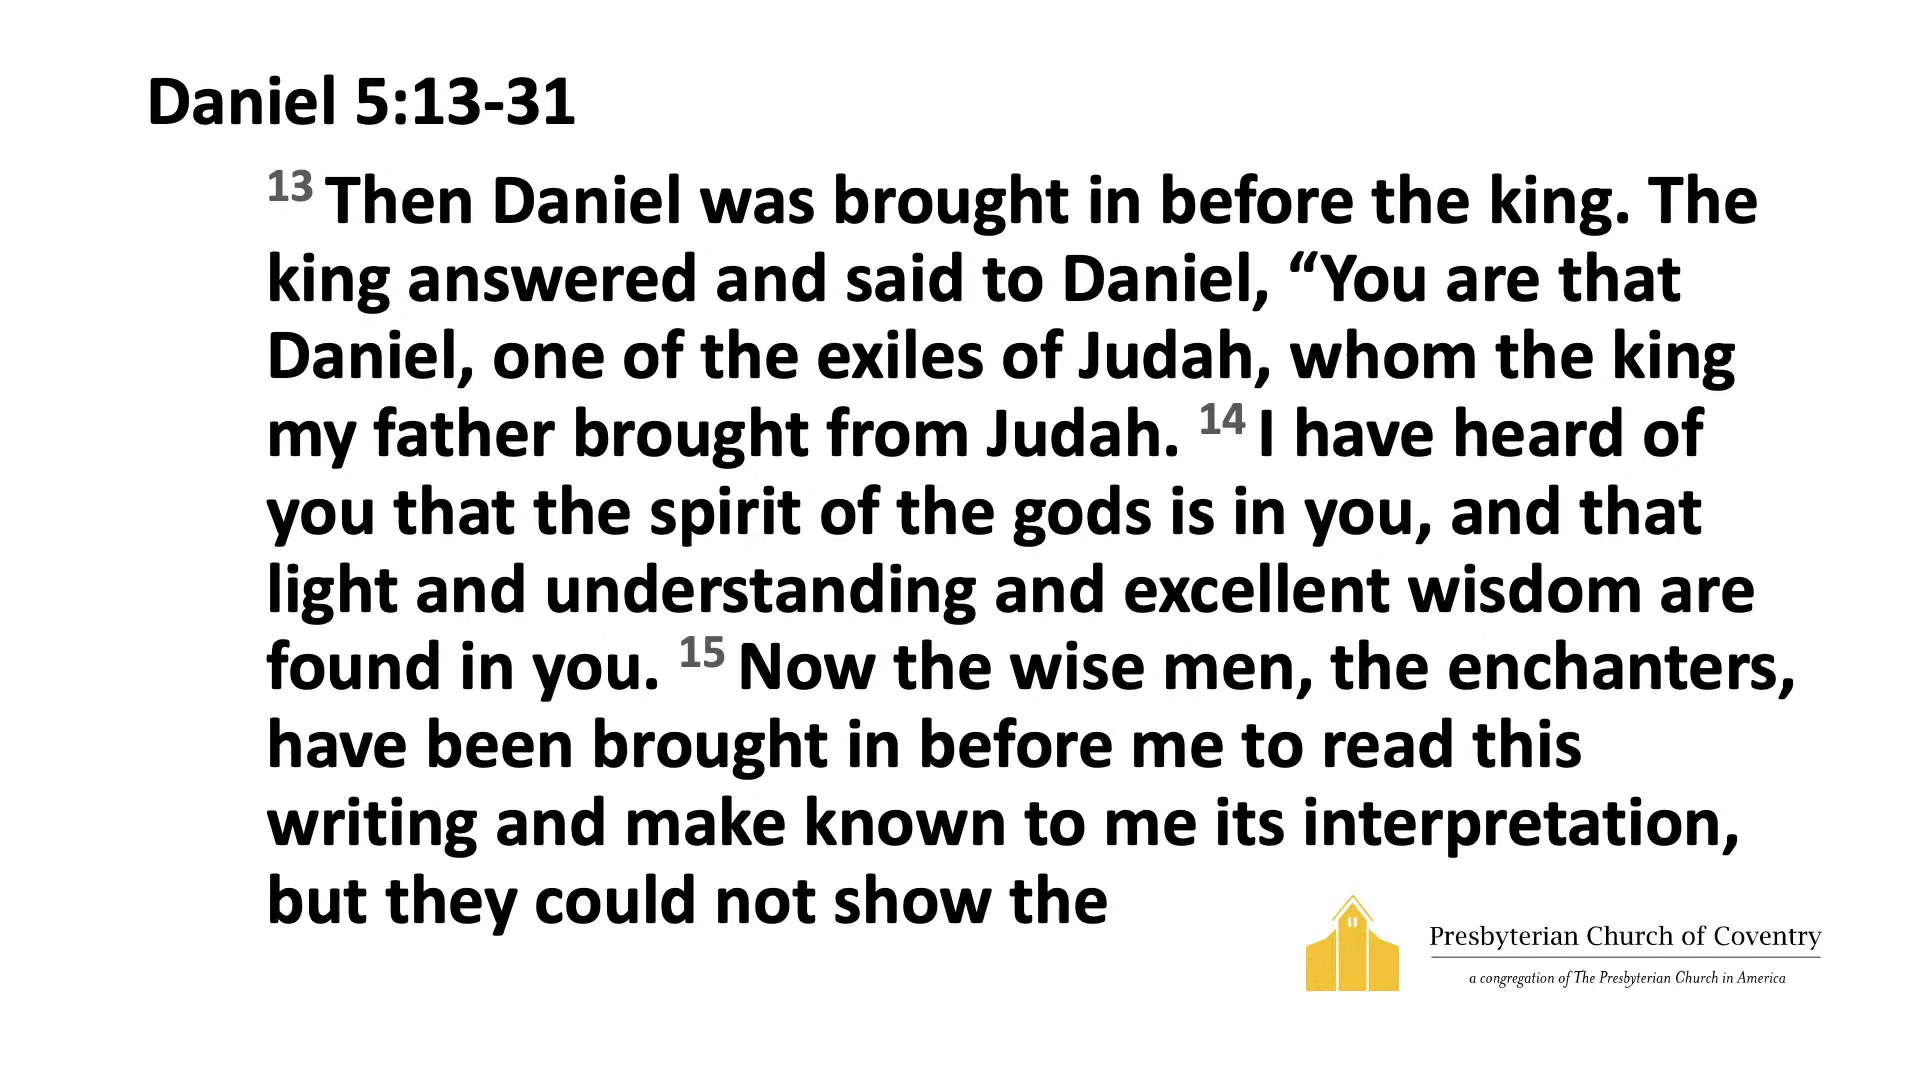 Daniel 5:13-31
13 Then Daniel was brought in before the king. The
king answered and said to Daniel, “You are that
Daniel, one of the exiles of Judah, whom the king
my father brought from Judah. 14 I have heard of
you that the spirit of the gods is in you, and that
light and understanding and excellent wisdom are
found in you. 15 Now the wise men, the enchanters,
have been brought in before me to read this
writing and make known to me its interpretation,
but they could not show the
Presbyterian Church of Coventry
a congregation of The Presbyterian Church in America